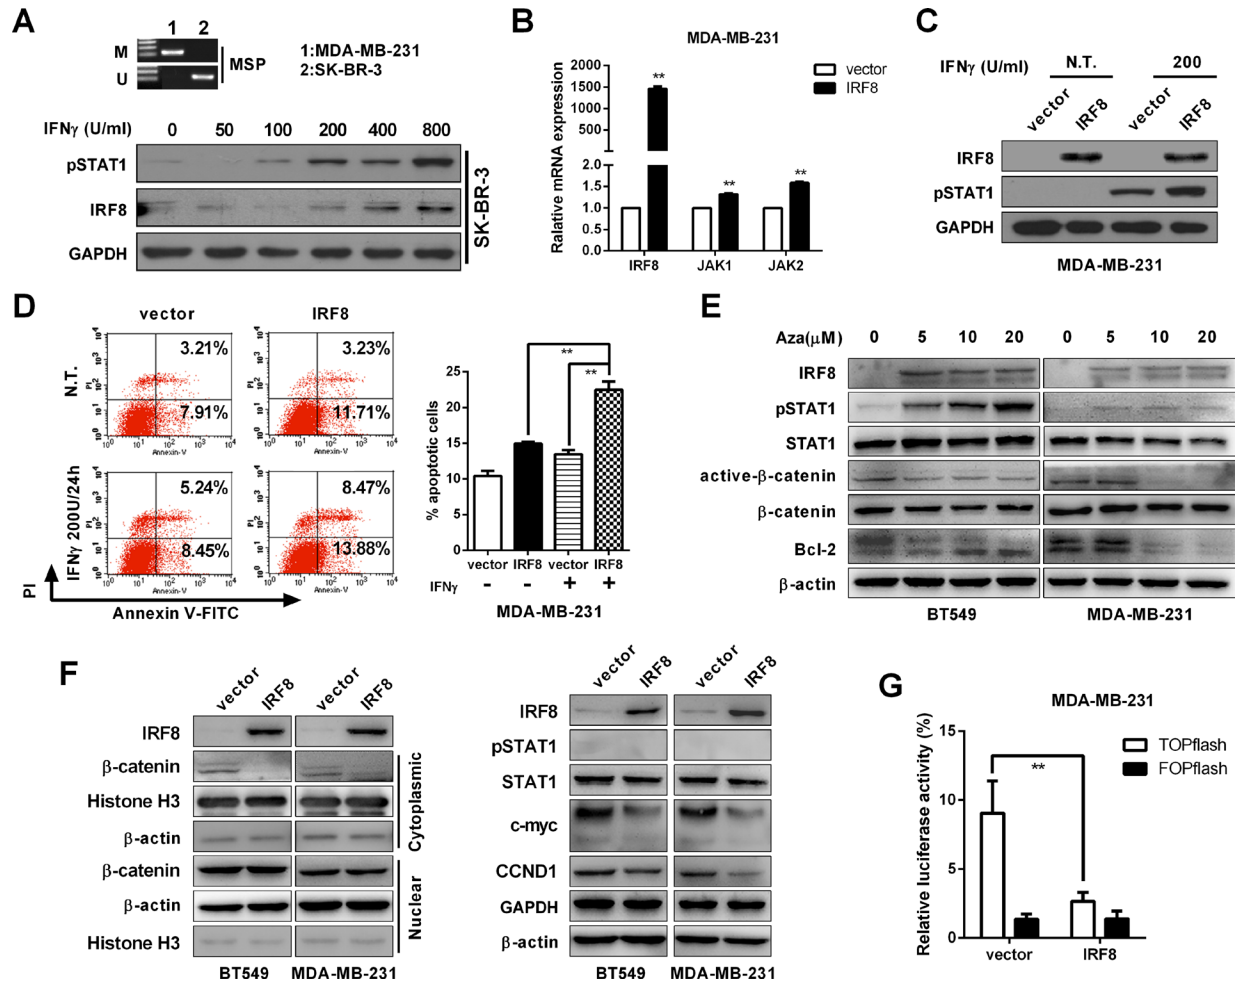 A
1 2
M
U
MSP
1:MDA-MB-231
2:SK-BR-3
IFNγ (U/ml) 0 50 100 200 400 800
pSTAT1
IRF8
GAPDH
SK-BR-3
B
MDA-MB-231
Ralative mRNA expression
2000
1500
1000
500
2.0
1.5
1.0
0.5
0.0
**
**
**
vector
IRF8
IRF8 JAK1 JAK2
C
IFNγ (U/ml) N.T. 200
vector IRF8 vector IRF8
IRF8
pSTAT1
GAPDH
MDA-MB-231
D
vector IRF8
N.T.
3.21%
7.91%
3.23%
11.71%
IFNγ 200U/24h
5.24%
8.45%
8.47%
13.88%
PI
Annexin V-FITC
% apoptotic cells
25
20
15
10
5
0
**
**
vector IRF8 vector IRF8
IFNγ - - + +
MDA-MB-231
E
Aza(μM) 0 5 10 20 0 5 10 20
IRF8
pSTAT1
STAT1
active-β-catenin
β-catenin
Bcl-2
β-actin
BT549 MDA-MB-231
F
vector IRF8 vector IRF8
IRF8
β-catenin
Histone H3
β-actin
Cytoplasmic
β-catenin
β-actin
Histone H3
Nuclear
BT549 MDA-MB-231
vector IRF8 vector IRF8
IRF8
pSTAT1
STAT1
c-myc
CCND1
GAPDH
β-actin
BT549 MDA-MB-231
G
MDA-MB-231
Relative luciferase activity (%)
15
10
5
0
**
TOPflash
FOPflash
vector IRF8